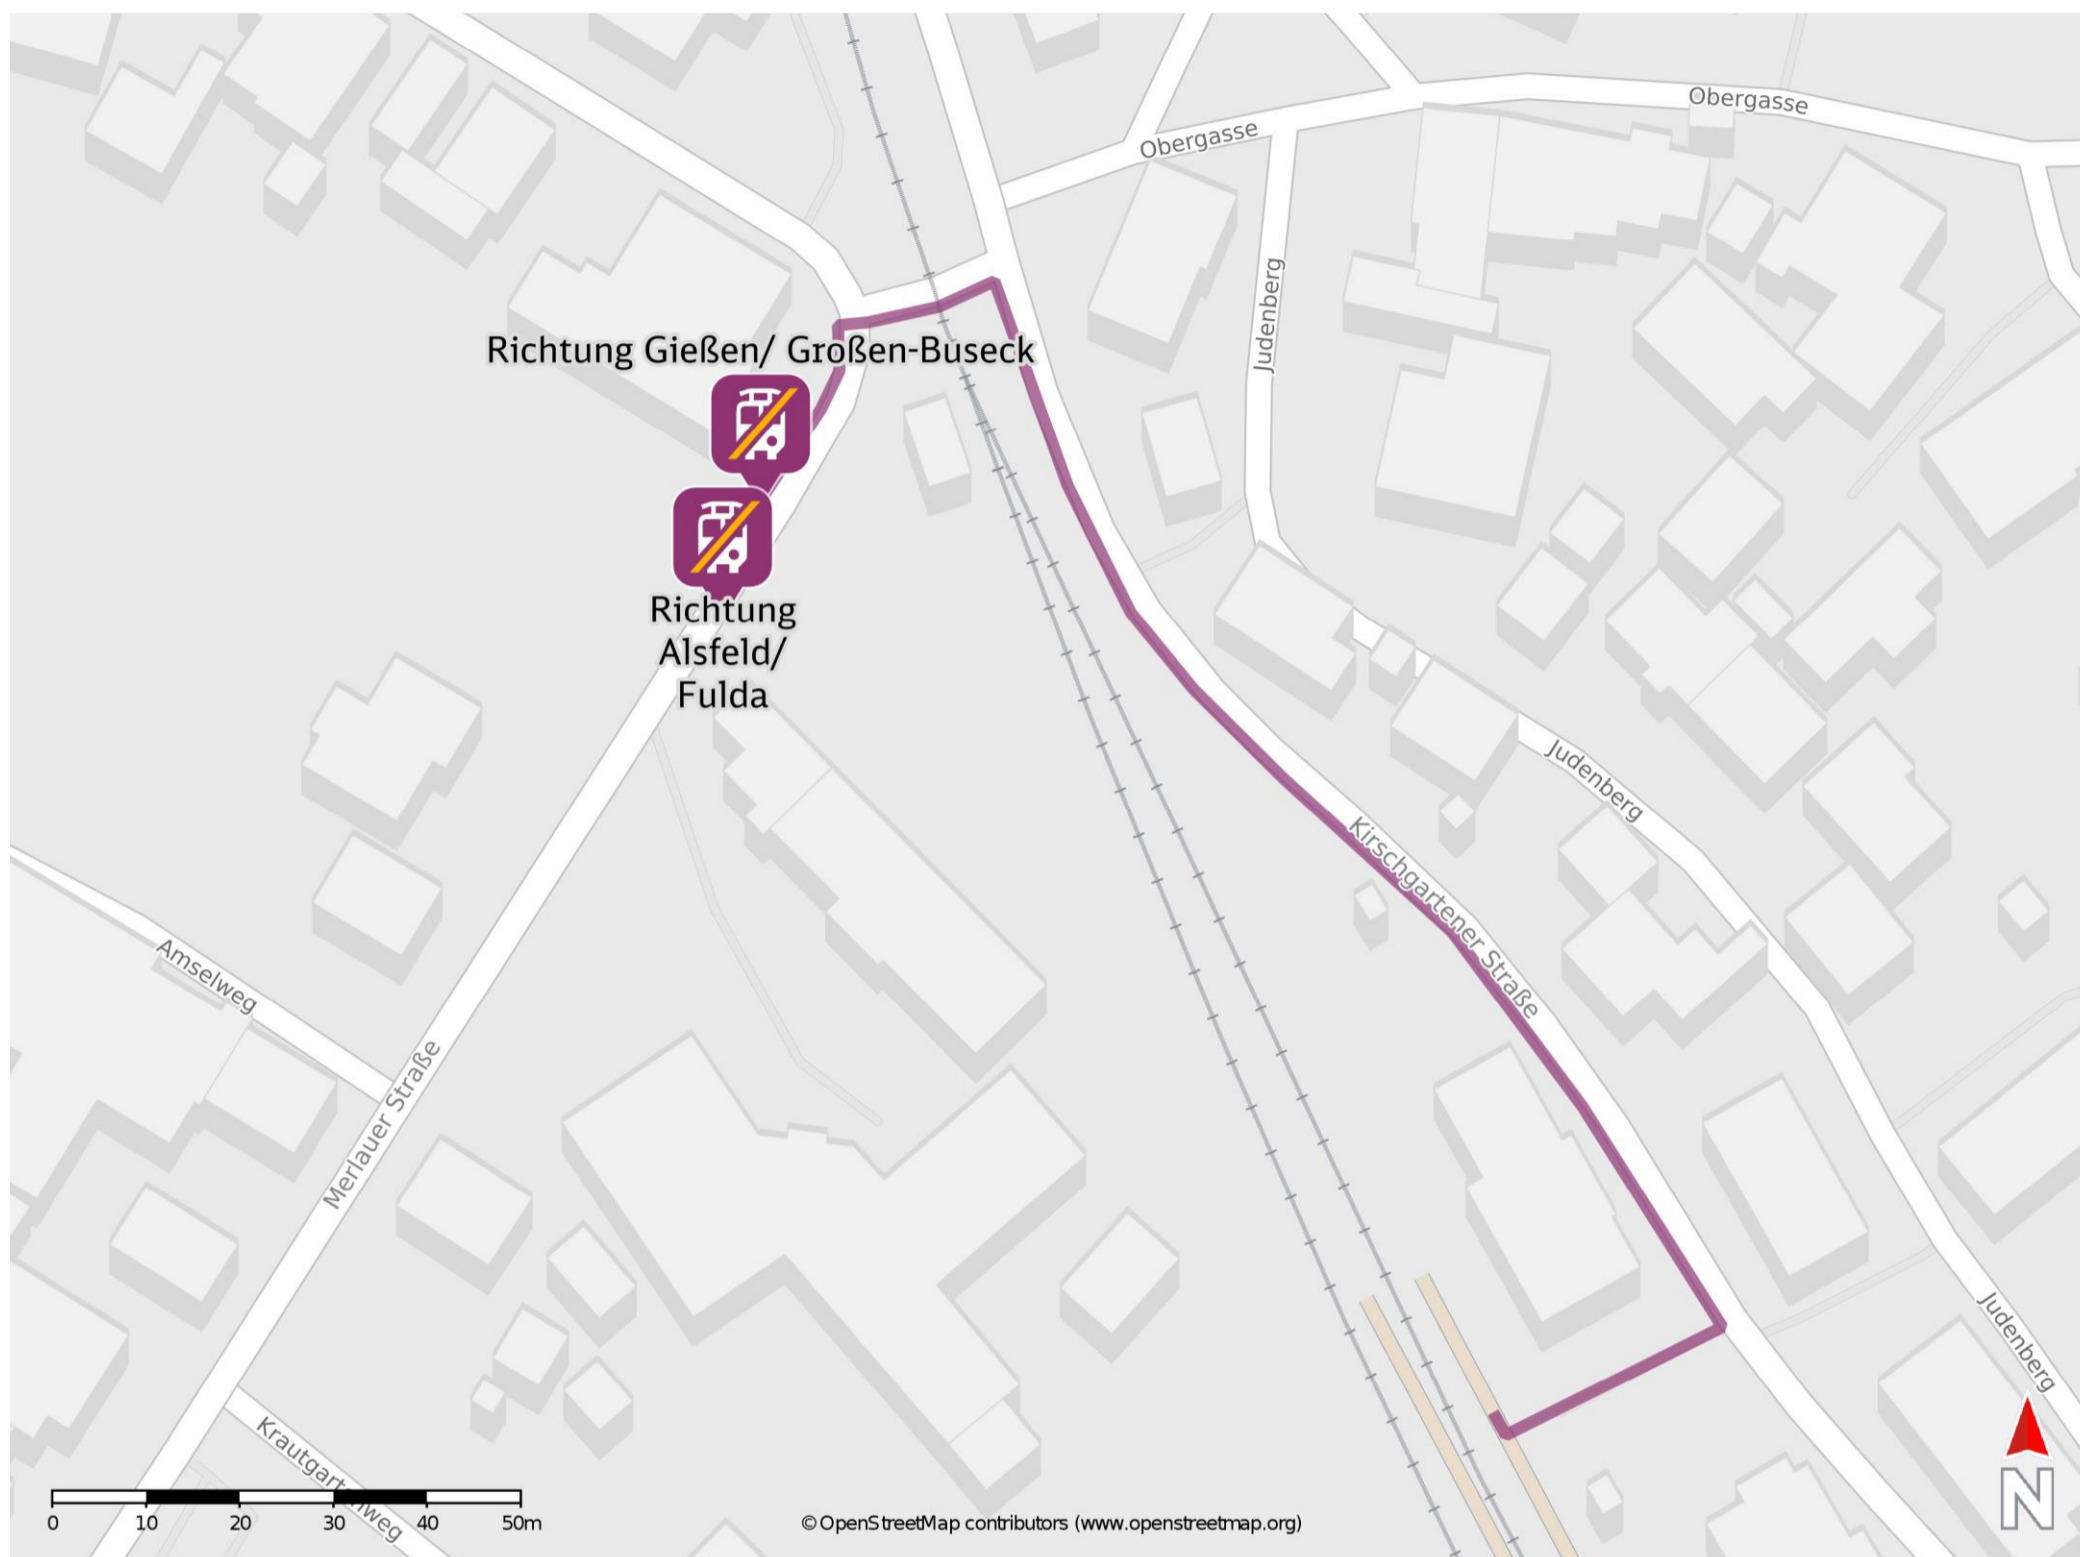 Obergasse
Obergasse
Judenberg
Richtung Gießen/ Großen-Buseck
Richtung
Alsfeld/
Fulda
Judenberg
Kirschgartener Straße
Amselweg
Merlauer Straße
Judenberg
Krautgartenweg
N
0 10 20 30 40 50m
© OpenStreetMap contributors (www.openstreetmap.org)